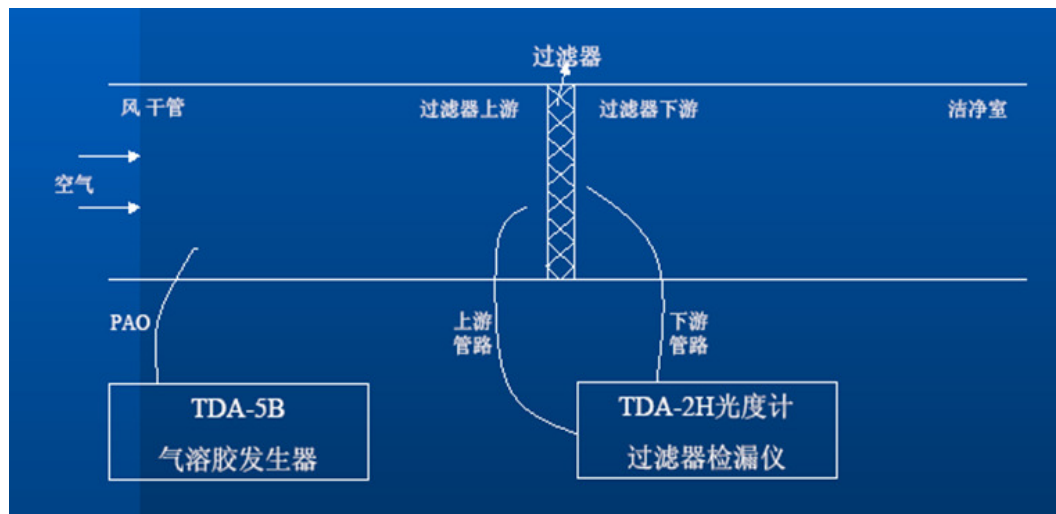 过滤器
风 干管
过滤器上游
过滤器下游
洁净室
空气
PAO
上游
管路
下游
管路
TDA-5B
气溶胶发生器
TDA-2H光度计
过滤器检漏仪